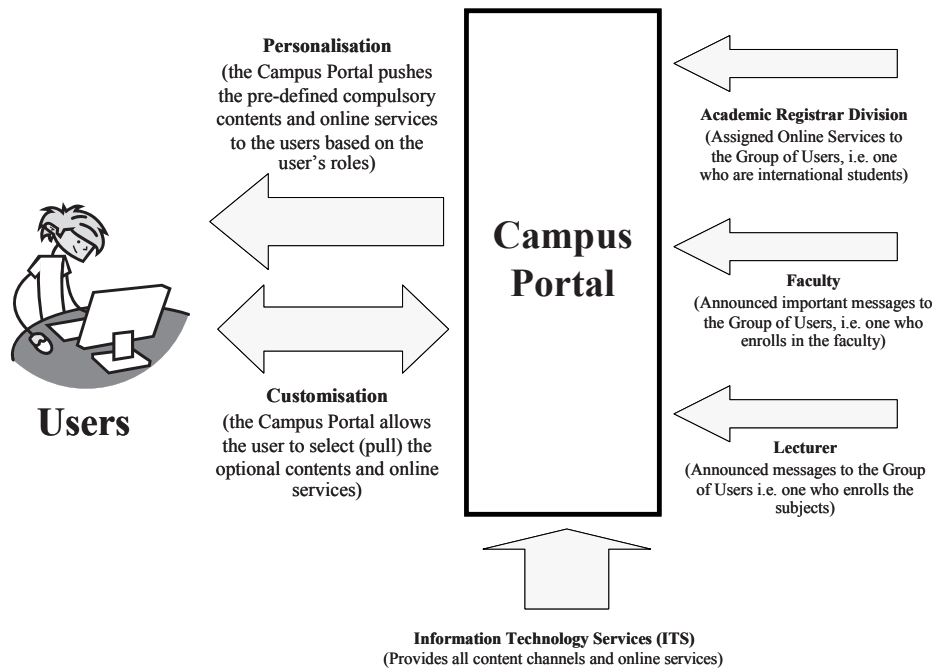 Personalisation
(the Campus Portal pushes
the pre-defined compulsory
contents and online services
to the users based on the
user's roles)
Users
Customisation
(the Campus Portal allows
the user to select (pull) the
optional contents and online
services)
Campus
Portal
Academic Registrar Division
(Assigned Online Services to
the Group of Users, i.e. one
who are international students)
Faculty
(Announced important messages to
the Group of Users, i.e. one who
enrolls in the faculty)
Lecturer
(Announced messages to the Group
of Users i.e. one who enrolls the
subjects)
Information Technology Services (ITS)
(Provides all content channels and online services)